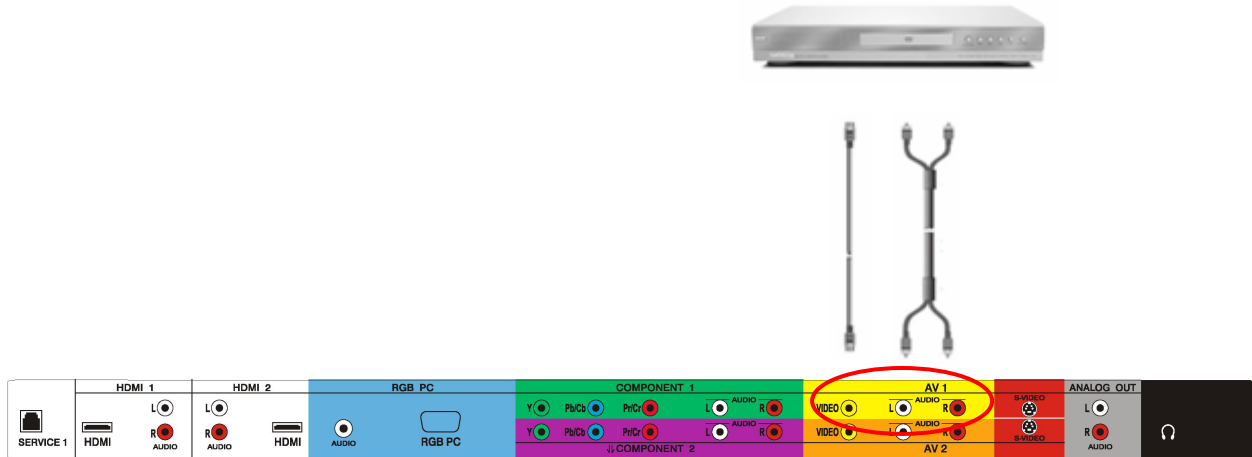 HDMI 1
HDMI 2
RGB PC
COMPONENT 1
AV 1
ANALOG OUT
SERVICE 1
HDMI
L
R
AUDIO
L
R
AUDIO
HDMI
AUDIO
RGB PC
Y Pb/Cb Pr/Cr L AUDIO R
Y Pb/Cb Pr/Cr L AUDIO R
COMPONENT 2
VIDEO L AUDIO R
VIDEO L AUDIO R
AV 2
S-VIDEO
S-VIDEO
L
R
AUDIO